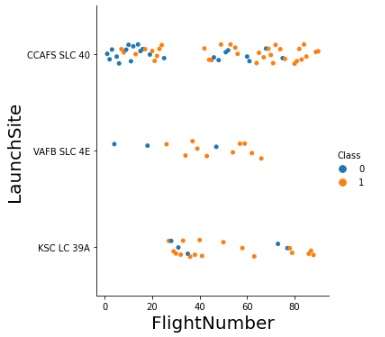 CCAFS SLC 40
VAFB SLC 4E
KSC LC 39A
LaunchSite
0 20 40 60 80
FlightNumber
Class
0
1